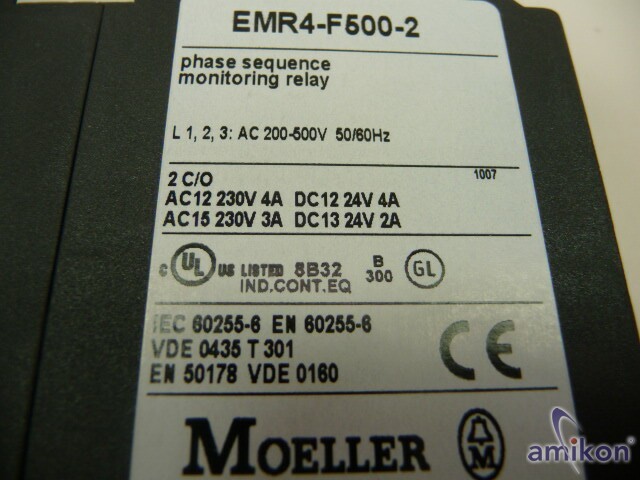 EMR4-F500-2
phase sequence
monitoring relay
L 1, 2, 3: AC 200-500V 50/60Hz
2 C/O 1007
AC12 230V 4A DC12 24V 4A
AC15 230V 3A DC13 24V 2A
c UL US LISTED 8B32 B 300 GL
IND.CONT.EQ
IEC 60255-6 EN 60255-6
VDE 0435 T 301
EN 50178 VDE 0160
CE
MOELLER M
amikon